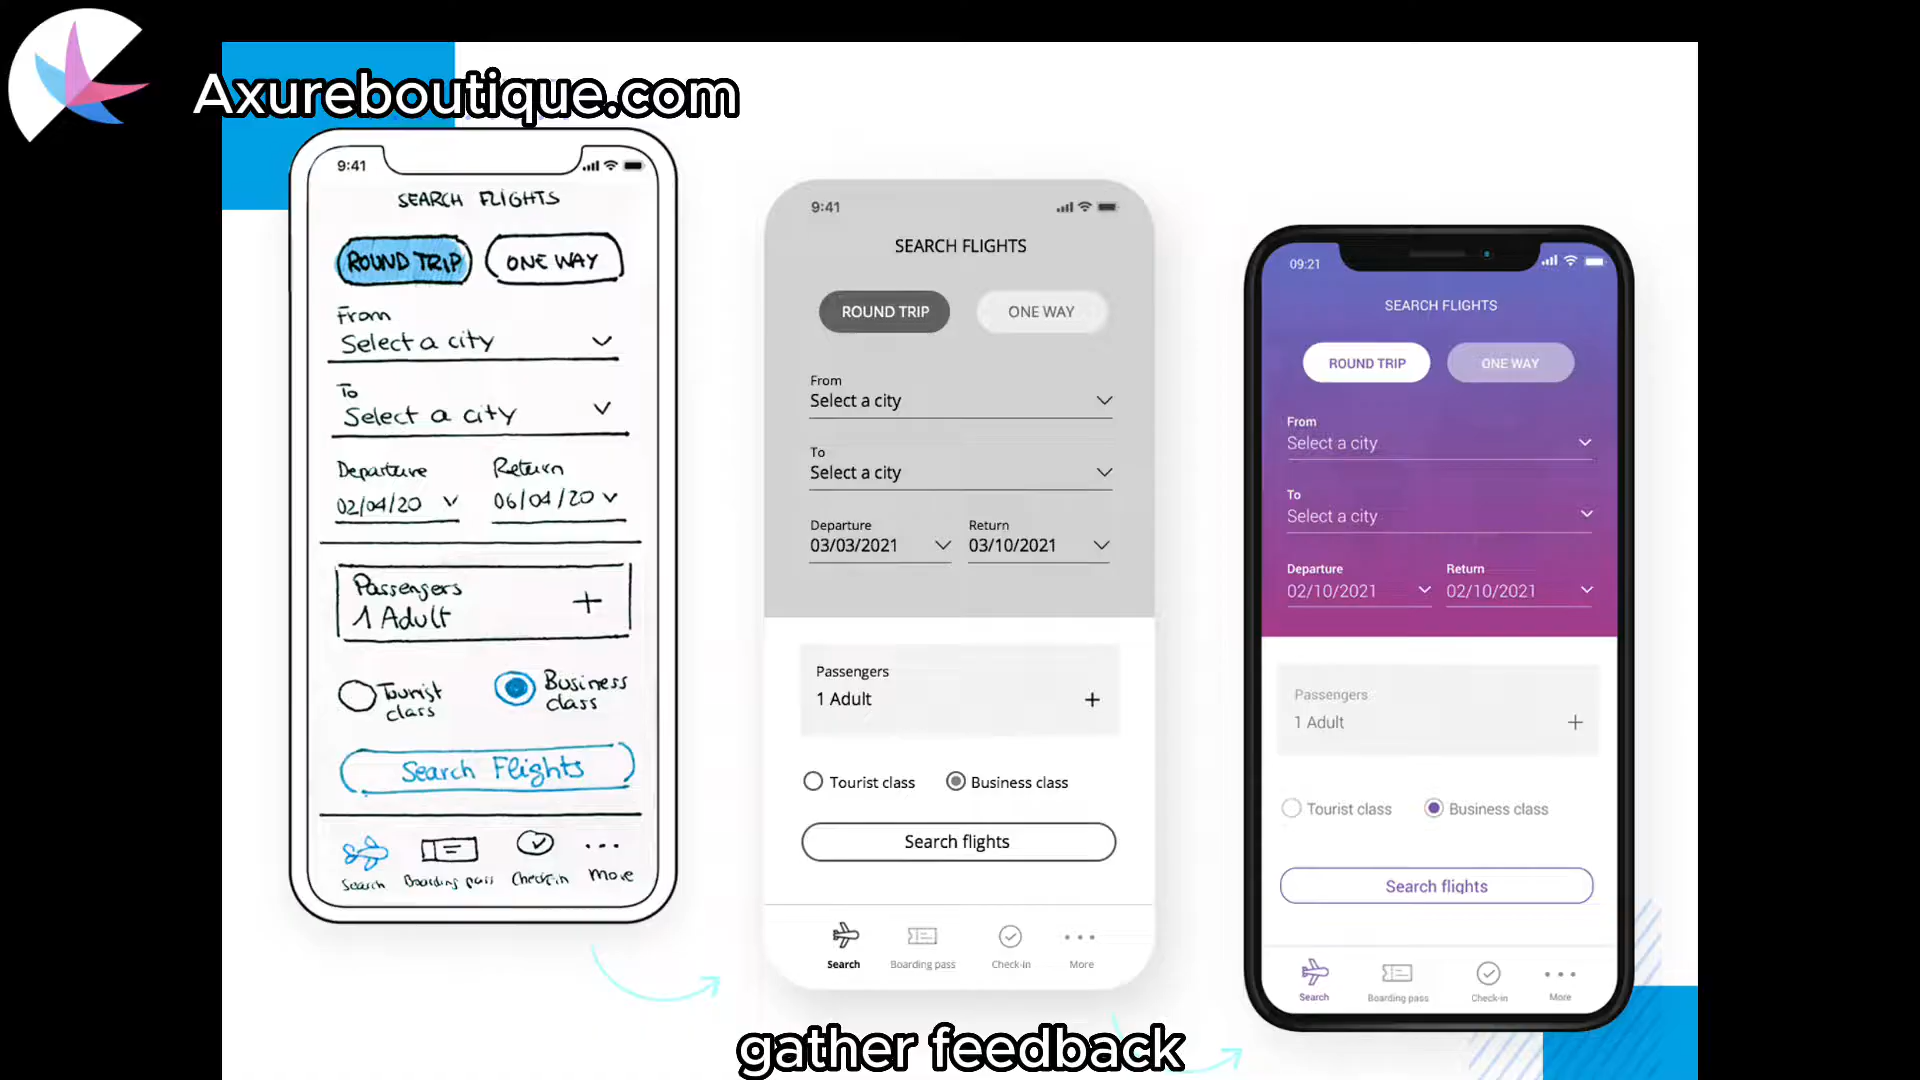 Axureboutique.com
9:41
SEARCH FLIGHTS
ROUND TRIP
ONE WAY
From
Select a city
To
Select a city
Departure
Return
02/04/20
06/04/20
Passengers
1 Adult
Tourist class
Business class
Search Flights
Search
Boarding pass
Check-in
More
9:41
SEARCH FLIGHTS
ROUND TRIP
ONE WAY
From
Select a city
To
Select a city
Departure
Return
03/03/2021
03/10/2021
Passengers
1 Adult
Tourist class
Business class
Search flights
Search
Boarding pass
Check-in
More
09:21
SEARCH FLIGHTS
ROUND TRIP
ONE WAY
From
Select a city
To
Select a city
Departure
Return
02/10/2021
02/10/2021
Passengers
1 Adult
Tourist class
Business class
Search flights
Search
Boarding pass
Check-in
More
gather feedback